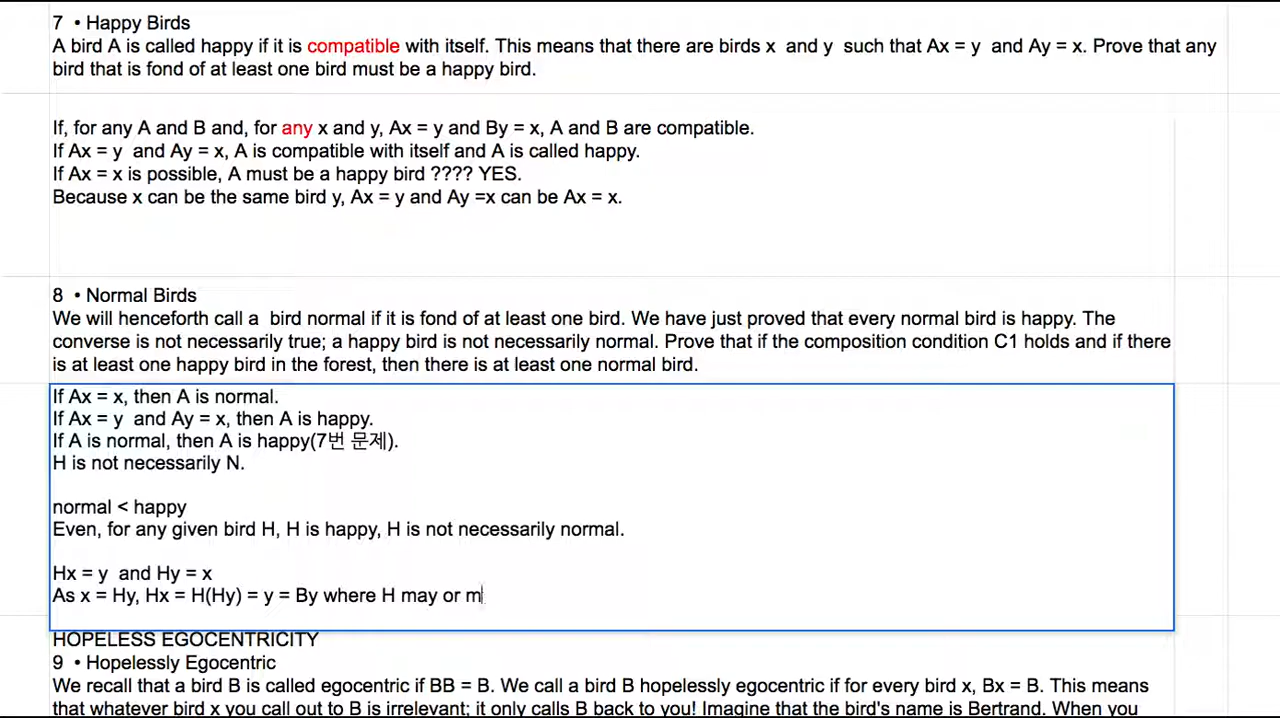 7 • Happy Birds
A bird A is called happy if it is compatible with itself. This means that there are birds x and y such that Ax = y and Ay = x. Prove that any
bird that is fond of at least one bird must be a happy bird.
If, for any A and B and, for any x and y, Ax = y and By = x, A and B are compatible.
If Ax = y and Ay = x, A is compatible with itself and A is called happy.
If Ax = x is possible, A must be a happy bird ???? YES.
Because x can be the same bird y, Ax = y and Ay =x can be Ax = x.
8 • Normal Birds
We will henceforth call a bird normal if it is fond of at least one bird. We have just proved that every normal bird is happy. The
converse is not necessarily true; a happy bird is not necessarily normal. Prove that if the composition condition C1 holds and if there
is at least one happy bird in the forest, then there is at least one normal bird.
If Ax = x, then A is normal.
If Ax = y and Ay = x, then A is happy.
If A is normal, then A is happy(7번 문제).
H is not necessarily N.
normal < happy
Even, for any given bird H, H is happy, H is not necessarily normal.
Hx = y and Hy = x
As x = Hy, Hx = H(Hy) = y = By where H may or m
HOPELESS EGOCENTRICITY
9 • Hopelessly Egocentric
We recall that a bird B is called egocentric if BB = B. We call a bird B hopelessly egocentric if for every bird x, Bx = B. This means
that whatever bird x you call out to B is irrelevant; it only calls B back to you! Imagine that the bird's name is Bertrand. When you